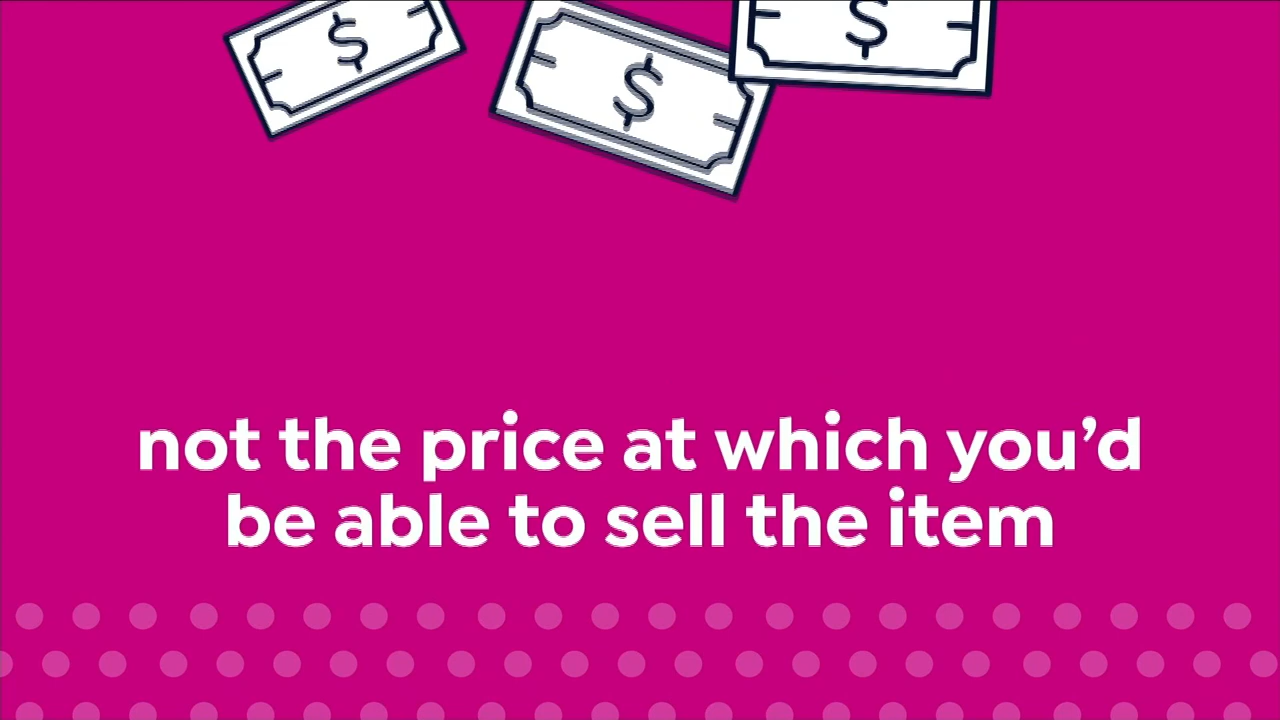 $
$
$
not the price at which you’d
be able to sell the item